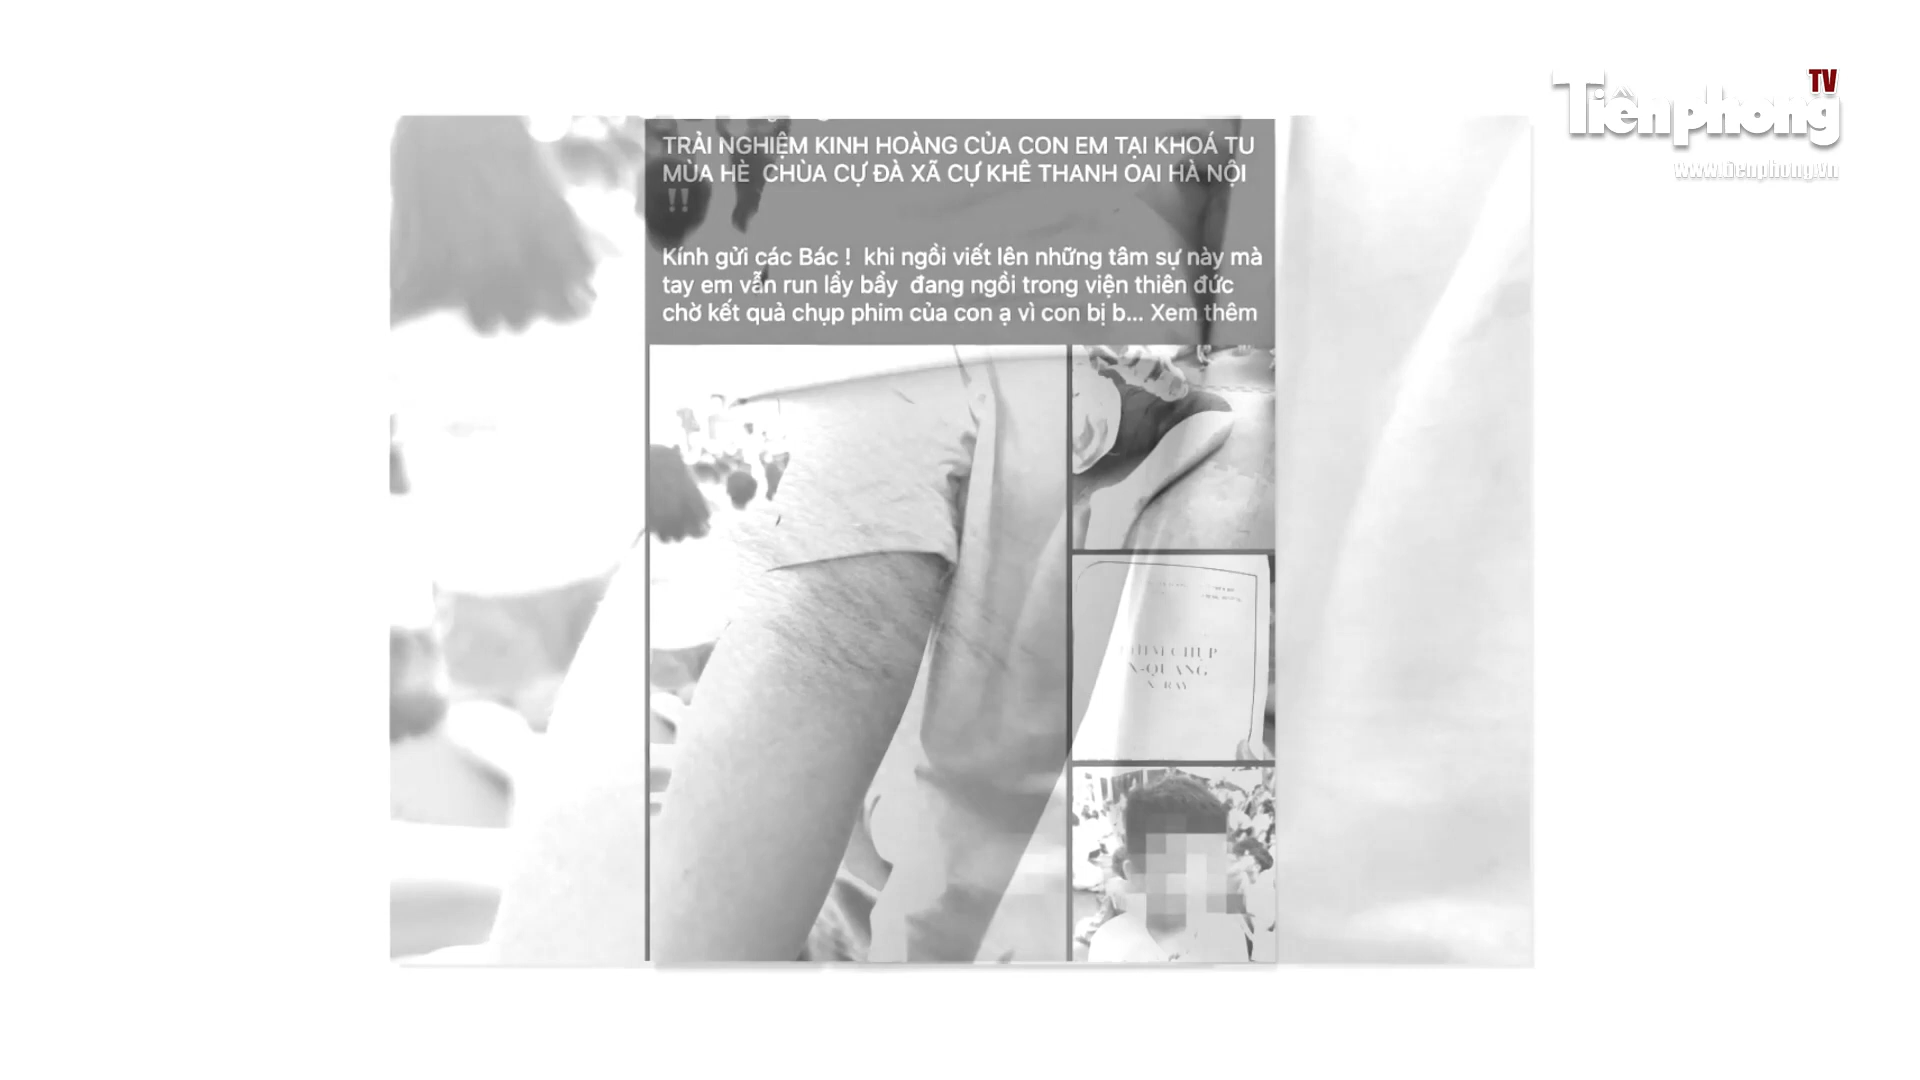 Tiền phong
TV
www.tienphong.vn
TRẢI NGHIỆM KINH HOÀNG CỦA CON EM TẠI KHOÁ TU
MÙA HÈ CHÙA CỰ ĐÀ XÃ CỰ KHÊ THANH OAI HÀ NỘI
‼
Kính gửi các Bác ! khi ngồi viết lên những tâm sự này mà
tay em vẫn run lẩy bẩy đang ngồi trong viện thiên đức
chờ kết quả chụp phim của con ạ vì con bị b... Xem thêm
CHỤP
X-QUANG
X RAY